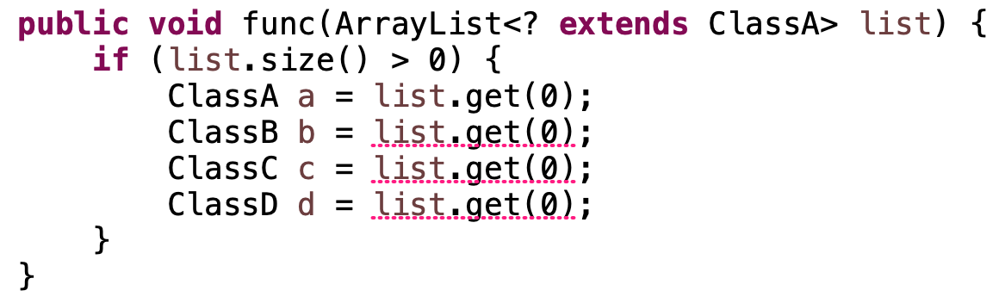 public void func(ArrayList<? extends ClassA> list) {
    if (list.size() > 0) {
        ClassA a = list.get(0);
        ClassB b = list.get(0);
        ClassC c = list.get(0);
        ClassD d = list.get(0);
    }
}